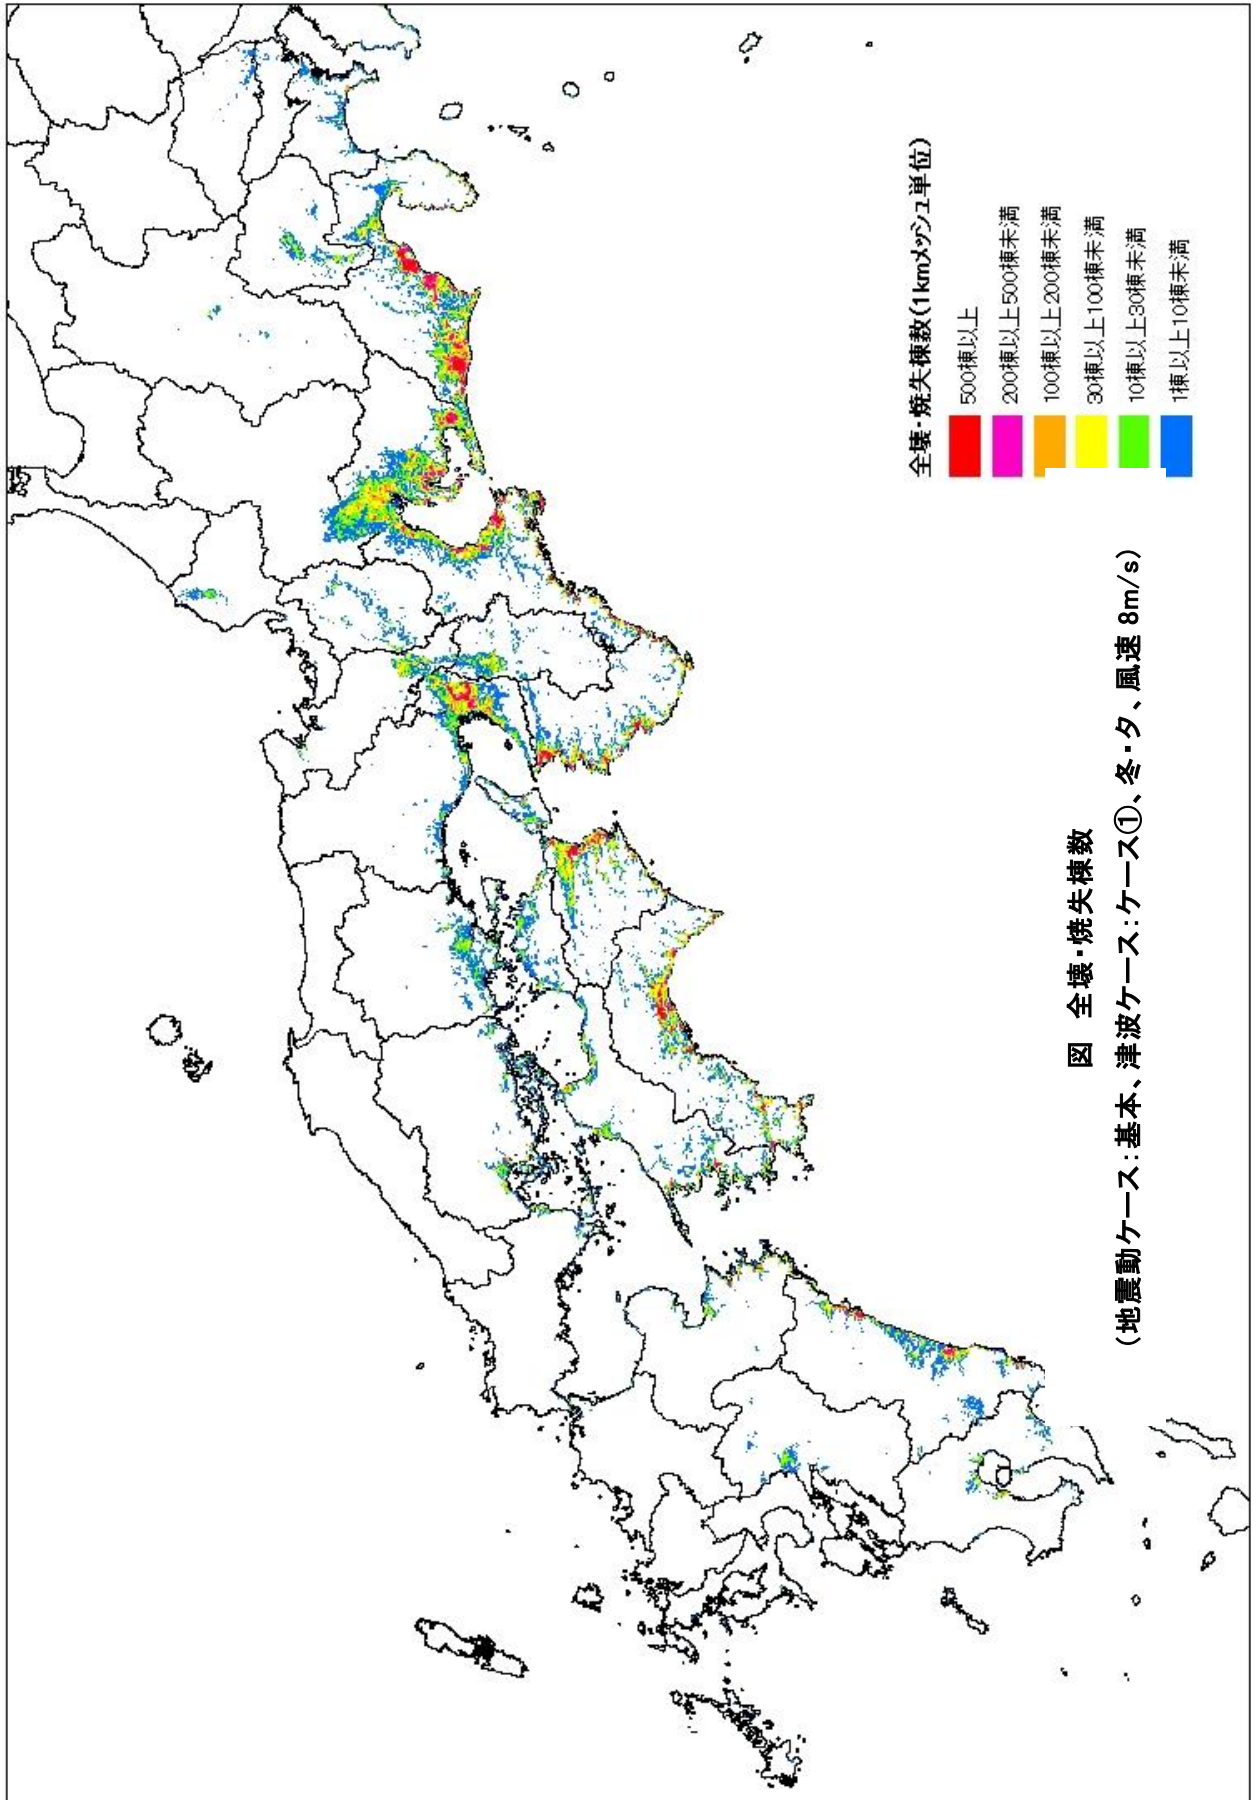 全壊・焼失棟数(1kmメッシュ単位)
500棟以上
200棟以上500棟未満
100棟以上200棟未満
30棟以上100棟未満
10棟以上30棟未満
1棟以上10棟未満
図 全壊・焼失棟数
(地震動ケース:基本、津波ケース:ケース①、冬・夕、風速 8m/s)